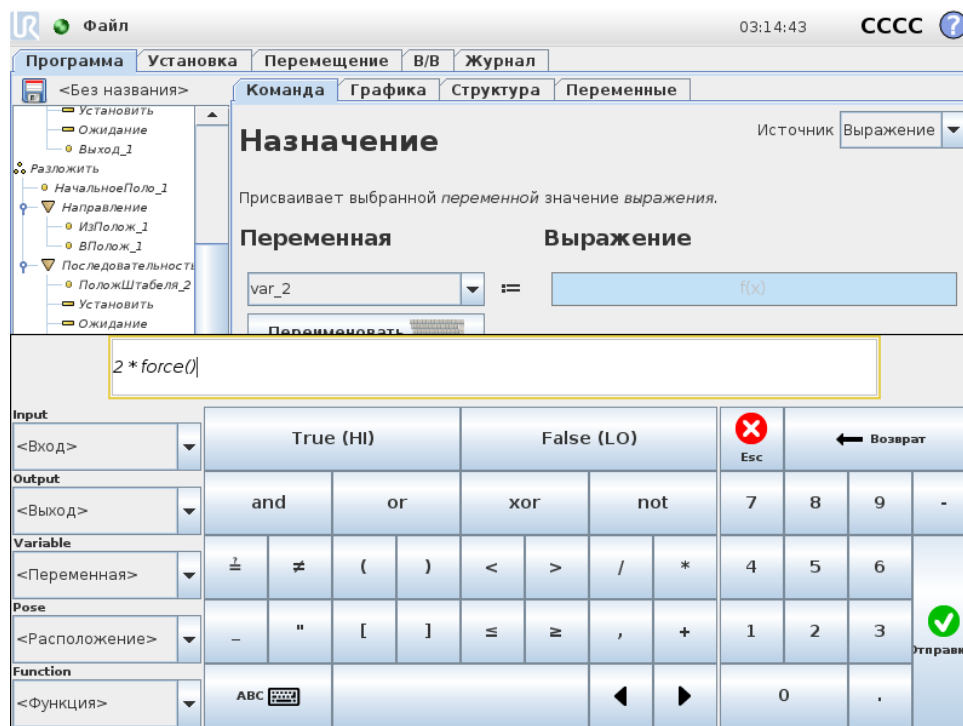 UR Файл 03:14:43 CCCC ?
Программа Установка Перемещение В/В Журнал
<Без названия> Команда Графика Структура Переменные
Установить
Ожидание
Выход_1
Разложить
НачальноеПоло_1
Направление
ИзПолож_1
ВПолож_1
Последовательность
ПоложШтабеля_2
Установить
Ожидание
Назначение
Источник Выражение
Присваивает выбранной переменной значение выражения.
Переменная Выражение
var_2 := f(x)
Переименовать
2 * force()
Input
<Вход>
Output
<Выход>
Variable
<Переменная>
Pose
<Расположение>
Function
<Функция>
True (HI) False (LO) Esc Возврат
and or xor not 7 8 9 -
≟ ≠ ( ) < > / * 4 5 6
_ " [ ] ≤ ≥ , + 1 2 3
Отправи
ABC 0 .